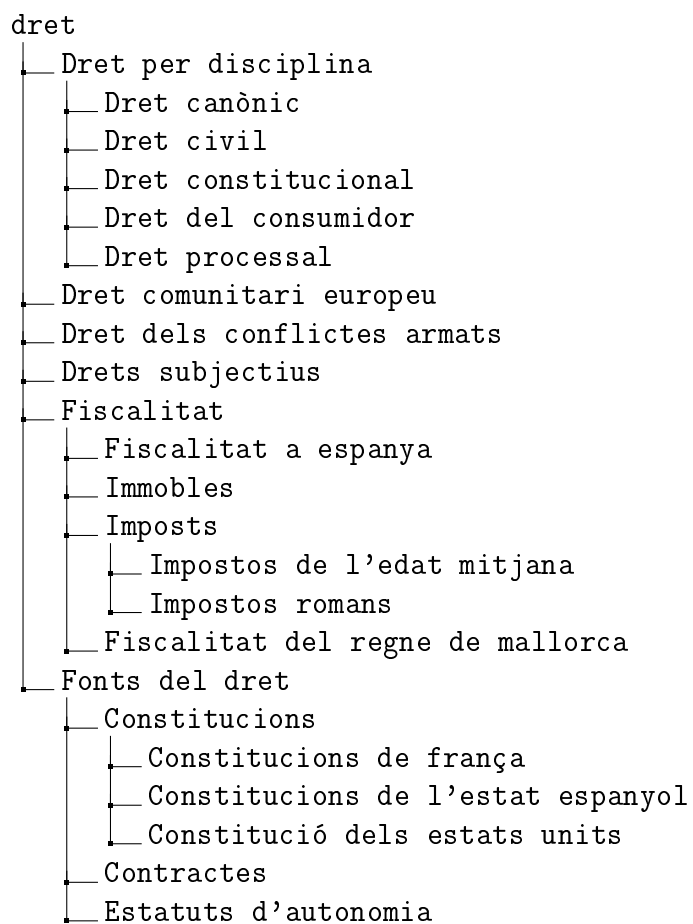 dret
Dret per disciplina
Dret canònic
Dret civil
Dret constitucional
Dret del consumidor
Dret processal
Dret comunitari europeu
Dret dels conflictes armats
Drets subjectius
Fiscalitat
Fiscalitat a espanya
Immobles
Imposts
Impostos de l'edat mitjana
Impostos romans
Fiscalitat del regne de mallorca
Fonts del dret
Constitucions
Constitucions de frança
Constitucions de l'estat espanyol
Constitució dels estats units
Contractes
Estatuts d'autonomia